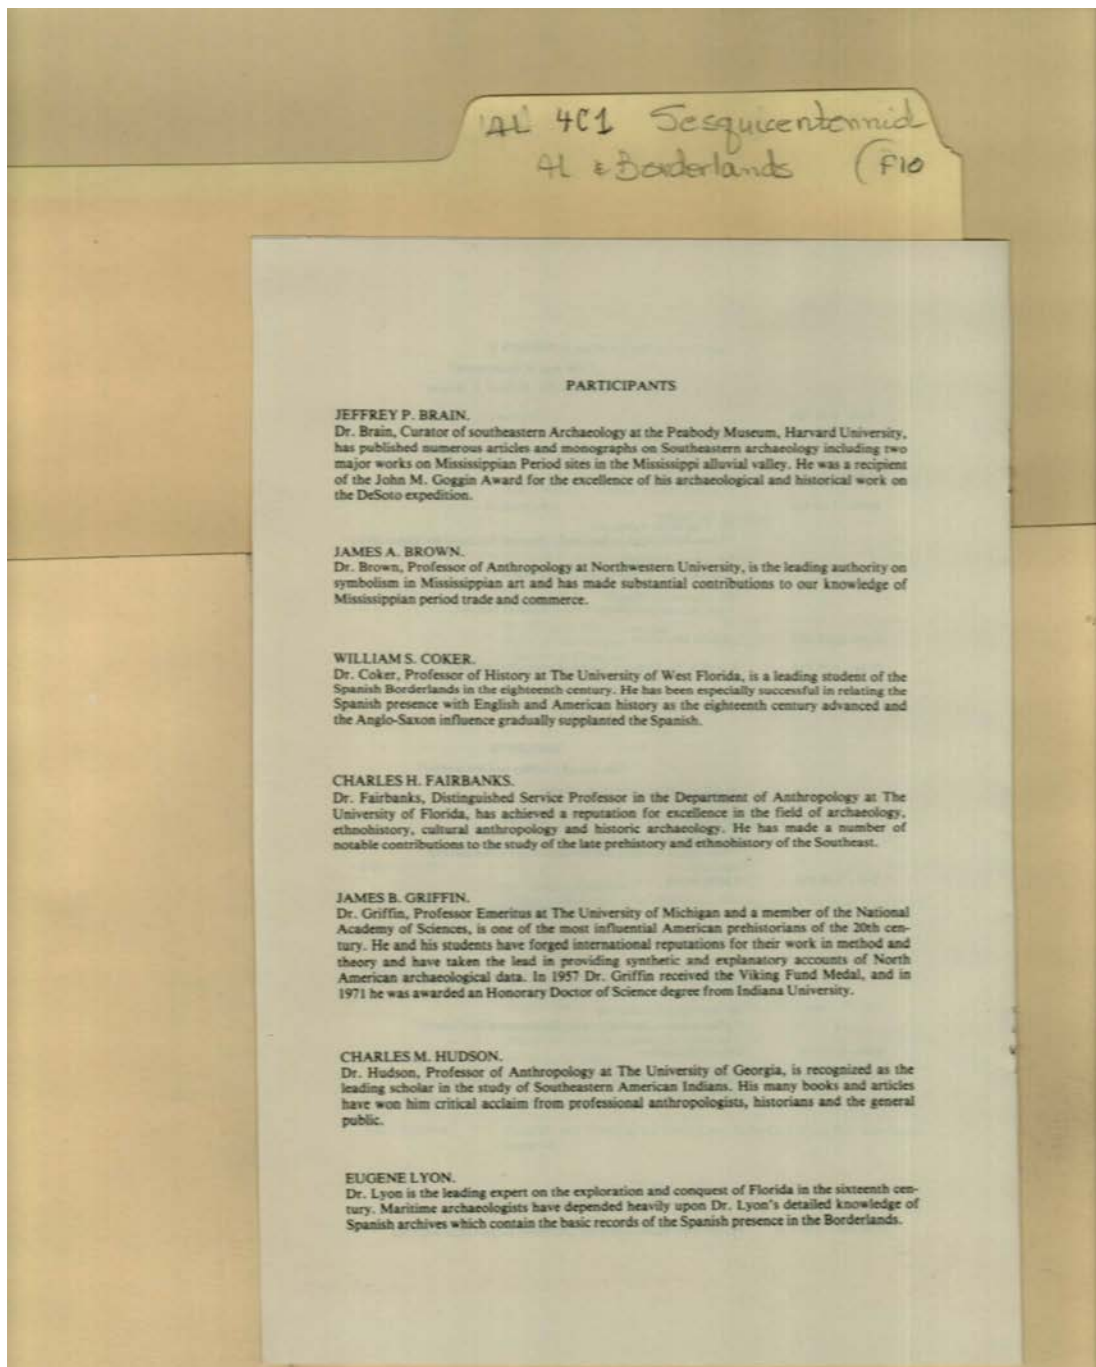 AL 4C1 Sesquicentennial
AL & Borderlands (F10
PARTICIPANTS
JEFFREY P. BRAIN.
Dr. Brain, Curator of southeastern Archaeology at the Peabody Museum, Harvard University,
has published numerous articles and monographs on Southeastern archaeology including two
major works on Mississippian Period sites in the Mississippi alluvial valley. He was a recipient
of the John M. Goggin Award for the excellence of his archaeological and historical work on
the DeSoto expedition.
JAMES A. BROWN.
Dr. Brown, Professor of Anthropology at Northwestern University, is the leading authority on
symbolism in Mississippian art and has made substantial contributions to our knowledge of
Mississippian period trade and commerce.
WILLIAM S. COKER.
Dr. Coker, Professor of History at The University of West Florida, is a leading student of the
Spanish Borderlands in the eighteenth century. He has been especially successful in relating the
Spanish presence with English and American history as the eighteenth century advanced and
the Anglo-Saxon influence gradually supplanted the Spanish.
CHARLES H. FAIRBANKS.
Dr. Fairbanks, Distinguished Service Professor in the Department of Anthropology at The
University of Florida, has achieved a reputation for excellence in the field of archaeology,
ethnohistory, cultural anthropology and historic archaeology. He has made a number of
notable contributions to the study of the late prehistory and ethnohistory of the Southeast.
JAMES B. GRIFFIN.
Dr. Griffin, Professor Emeritus at The University of Michigan and a member of the National
Academy of Sciences, is one of the most influential American prehistorians of the 20th cen-
tury. He and his students have forged international reputations for their work in method and
theory and have taken the lead in providing synthetic and explanatory accounts of North
American archaeological data. In 1957 Dr. Griffin received the Viking Fund Medal, and in
1971 he was awarded an Honorary Doctor of Science degree from Indiana University.
CHARLES M. HUDSON.
Dr. Hudson, Professor of Anthropology at The University of Georgia, is recognized as the
leading scholar in the study of Southeastern American Indians. His many books and articles
have won him critical acclaim from professional anthropologists, historians and the general
public.
EUGENE LYON.
Dr. Lyon is the leading expert on the exploration and conquest of Florida in the sixteenth cen-
tury. Maritime archaeologists have depended heavily upon Dr. Lyon's detailed knowledge of
Spanish archives which contain the basic records of the Spanish presence in the Borderlands.